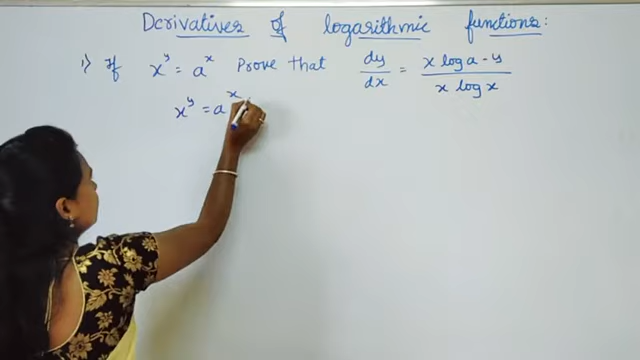 Derivatives of logarithmic functions:
1) If x^y = a^x Prove that dy/dx = (x log a - y)/(x log x)
x^y = a^x